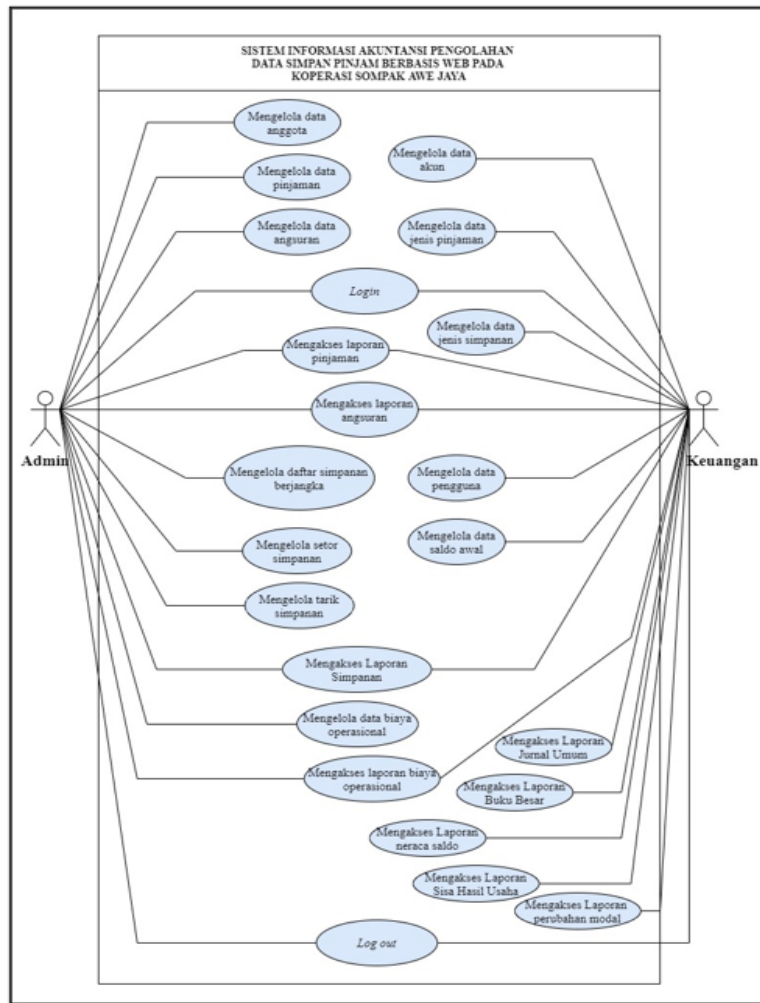 SISTEM INFORMASI AKUNTANSI PENGOLAHAN
DATA SIMPAN PINJAM BERBASIS WEB PADA
KOPERASI SOMPAK AWE JAYA
Mengelola data
anggota
Mengelola data
akun
Mengelola data
pinjaman
Mengelola data
angsuran
Mengelola data
jenis pinjaman
Login
Mengelola data
jenis simpanan
Mengakses laporan
pinjaman
Mengakses laporan
angsuran
Admin
Keuangan
Mengelola daftar simpanan
berjangka
Mengelola data
pengguna
Mengelola setor
simpanan
Mengelola data
saldo awal
Mengelola tarik
simpanan
Mengakses Laporan
Simpanan
Mengelola data biaya
operasional
Mengakses Laporan
Jurnal Umum
Mengakses laporan biaya
operasional
Mengakses Laporan
Buku Besar
Mengakses Laporan
neraca saldo
Mengakses Laporan
Sisa Hasil Usaha
Mengakses Laporan
perubahan modal
Log out